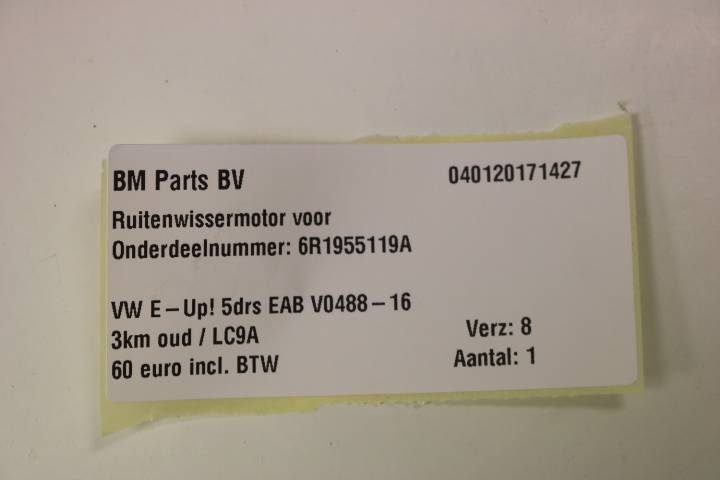 BM Parts BV 040120171427
Ruitenwissermotor voor
Onderdeelnummer: 6R1955119A
VW E-Up! 5drs EAB V0488-16
3km oud / LC9A Verz: 8
60 euro incl. BTW Aantal: 1